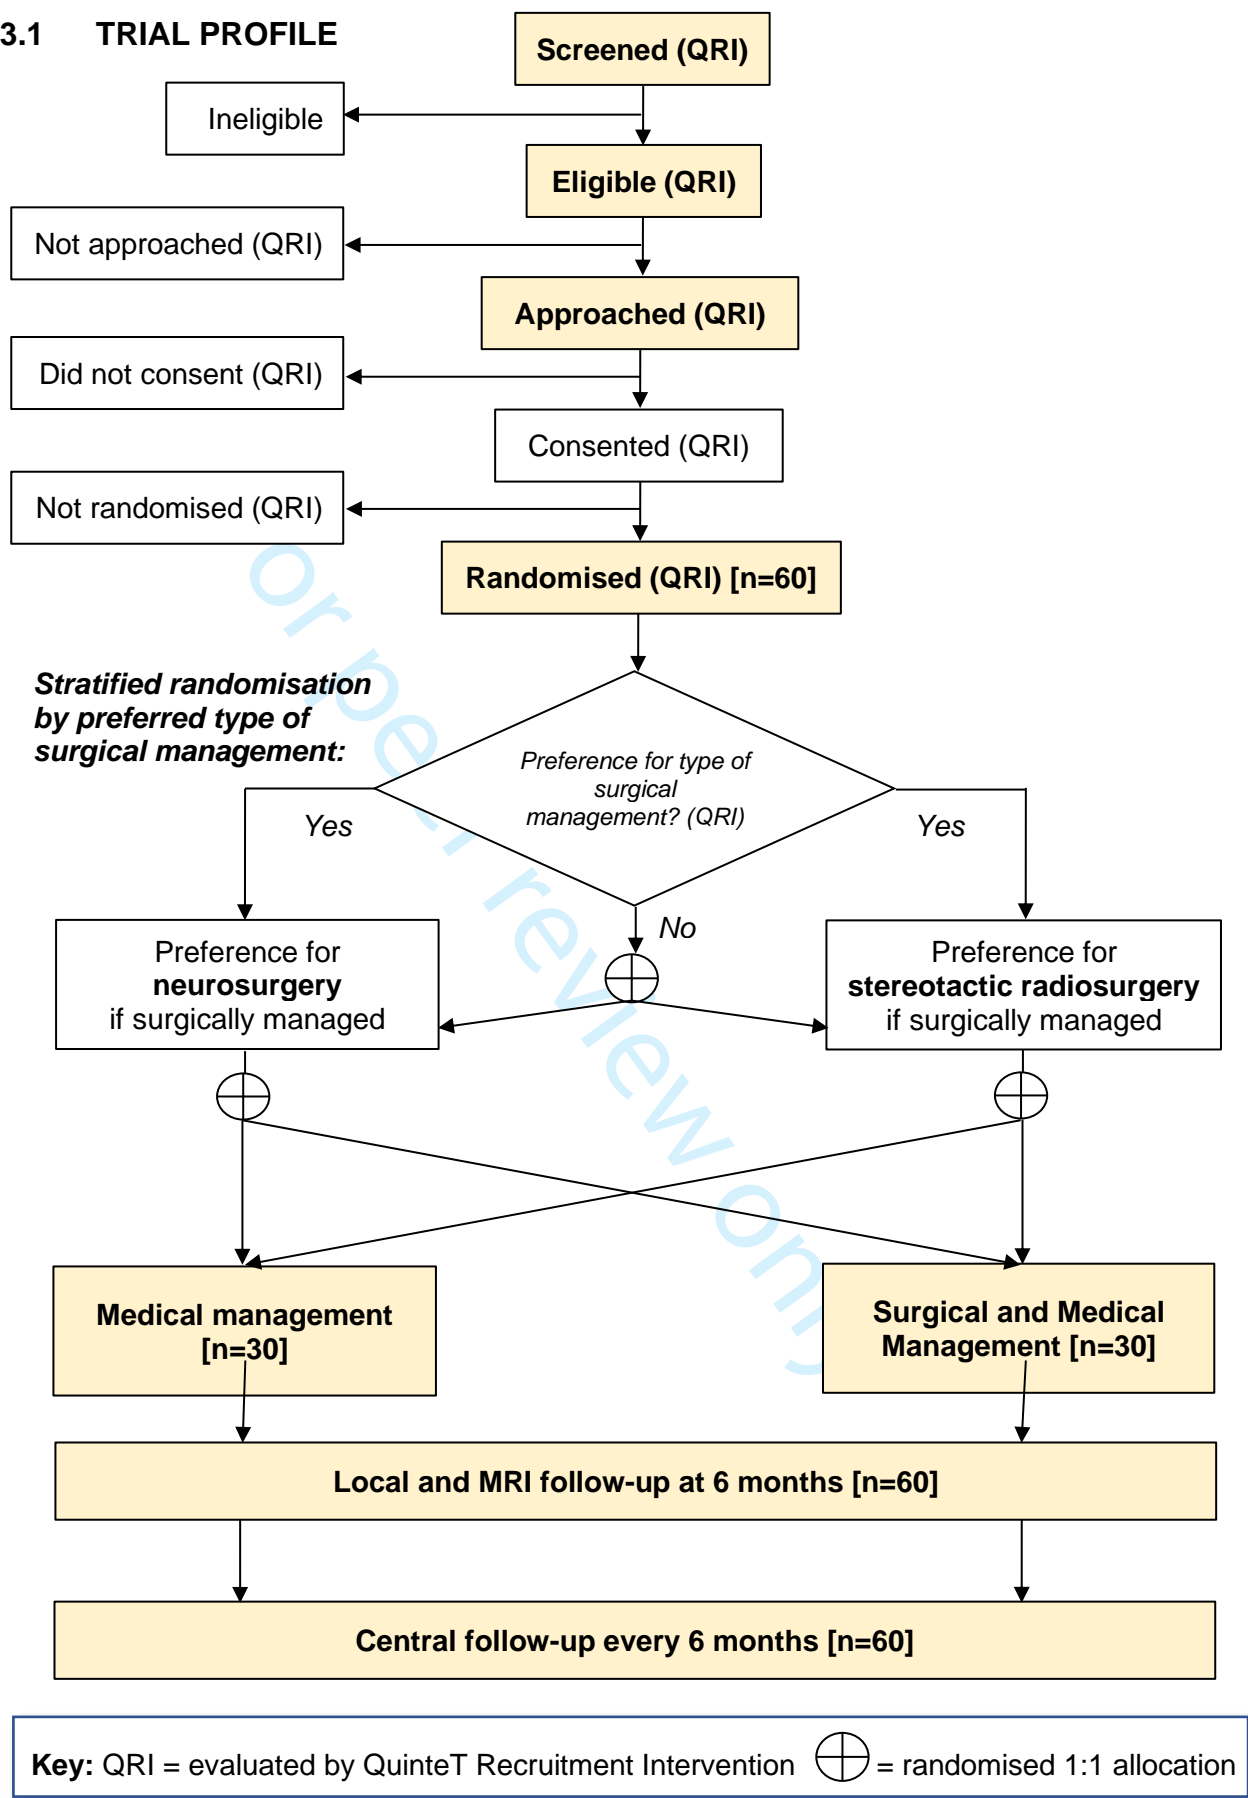 3.1 TRIAL PROFILE
Screened (QRI)
Ineligible
Eligible (QRI)
Not approached (QRI)
Approached (QRI)
Did not consent (QRI)
Consented (QRI)
Not randomised (QRI)
Randomised (QRI) [n=60]
Stratified randomisation
by preferred type of
surgical management:
Preference for type of
surgical
management? (QRI)
Yes
Yes
No
Preference for
neurosurgery
if surgically managed
Preference for
stereotactic radiosurgery
if surgically managed
Medical management
[n=30]
Surgical and Medical
Management [n=30]
Local and MRI follow-up at 6 months [n=60]
Central follow-up every 6 months [n=60]
Key: QRI = evaluated by QuinteT Recruitment Intervention = randomised 1:1 allocation
or peer review only